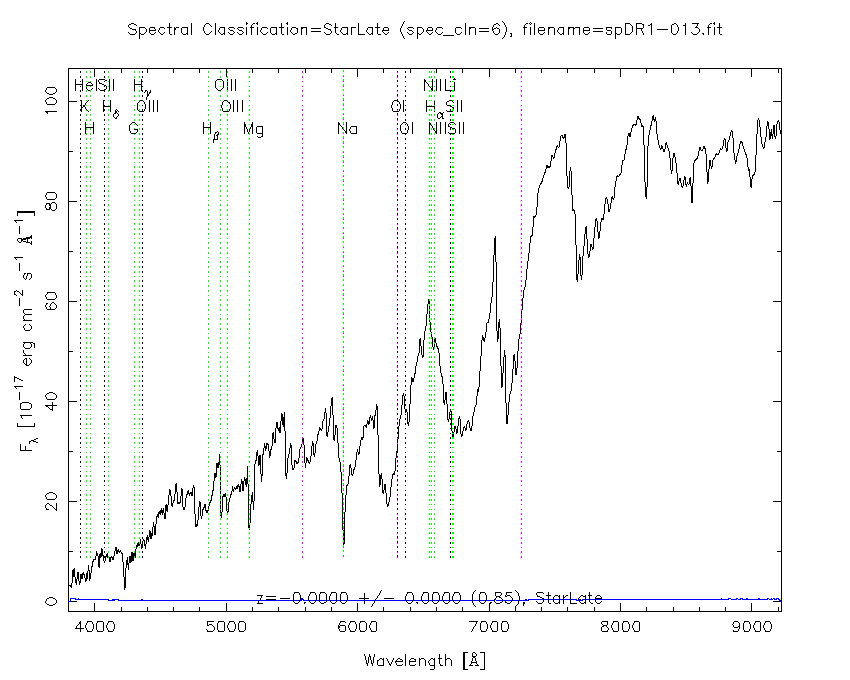 Spectral Classification=StarLate (spec_cln=6), filename=spDR1-013.fit
HeI SII Hγ OIII NII Li
K Hδ OIII OIII OI Hα SII
H G Hβ Mg Na OI NII SII
100
80
60
40
20
0
F_λ [10^-17 erg cm^-2 s^-1 Å^-1]
z=-0.0000 +/- 0.0000 (0.85), StarLate
4000 5000 6000 7000 8000 9000
Wavelength [Å]